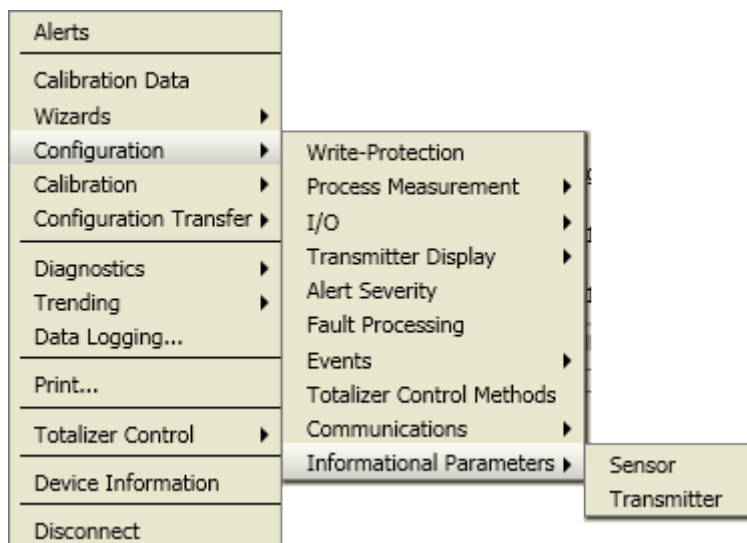 Alerts
Calibration Data
Wizards
Configuration
Calibration
Configuration Transfer
Diagnostics
Trending
Data Logging...
Print...
Totalizer Control
Device Information
Disconnect
Write-Protection
Process Measurement
I/O
Transmitter Display
Alert Severity
Fault Processing
Events
Totalizer Control Methods
Communications
Informational Parameters
Sensor
Transmitter